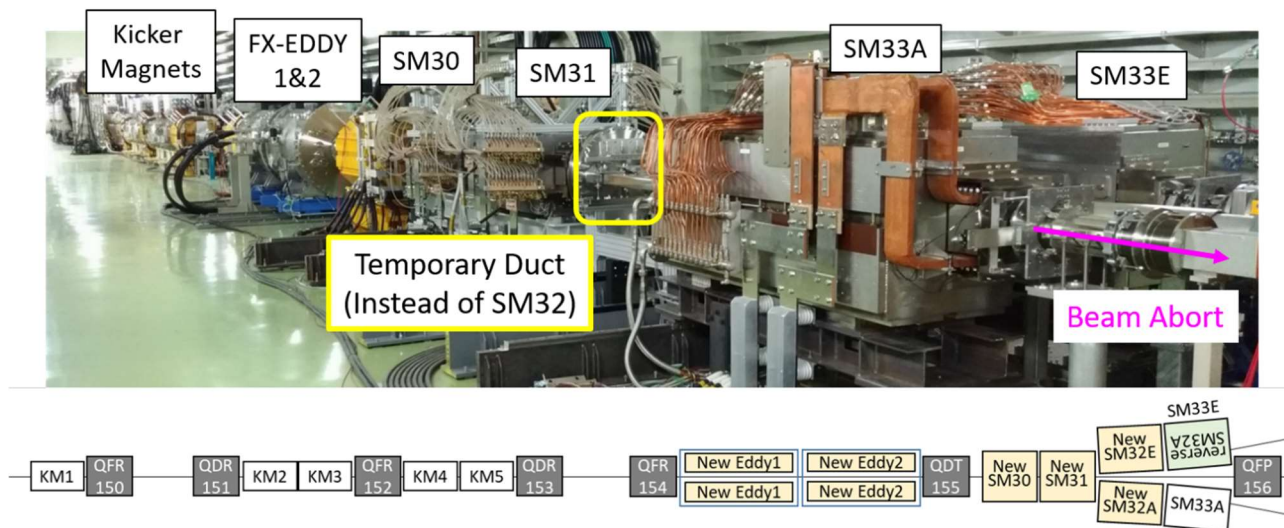 Kicker
Magnets
FX-EDDY
1&2
SM30
SM31
SM33A
SM33E
Temporary Duct
(Instead of SM32)
Beam Abort
KM1
QFR
150
QDR
151
KM2
KM3
QFR
152
KM4
KM5
QDR
153
QFR
154
New Eddy1
New Eddy2
New Eddy1
New Eddy2
QDT
155
New
SM30
New
SM31
New
SM32E
SM33E
reverse
SM32A
New
SM32A
SM33A
QFP
156